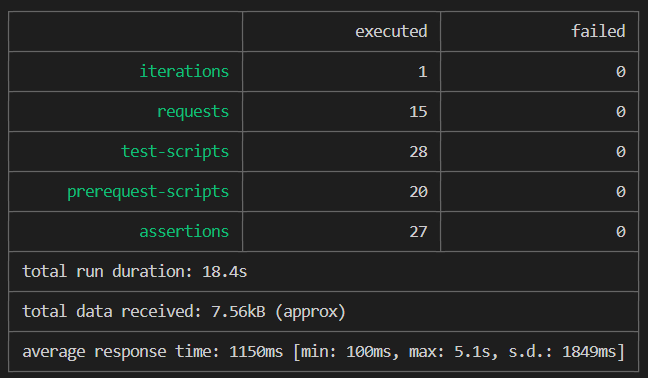 executed failed
iterations 1 0
requests 15 0
test-scripts 28 0
prerequest-scripts 20 0
assertions 27 0
total run duration: 18.4s
total data received: 7.56kB (approx)
average response time: 1150ms [min: 100ms, max: 5.1s, s.d.: 1849ms]